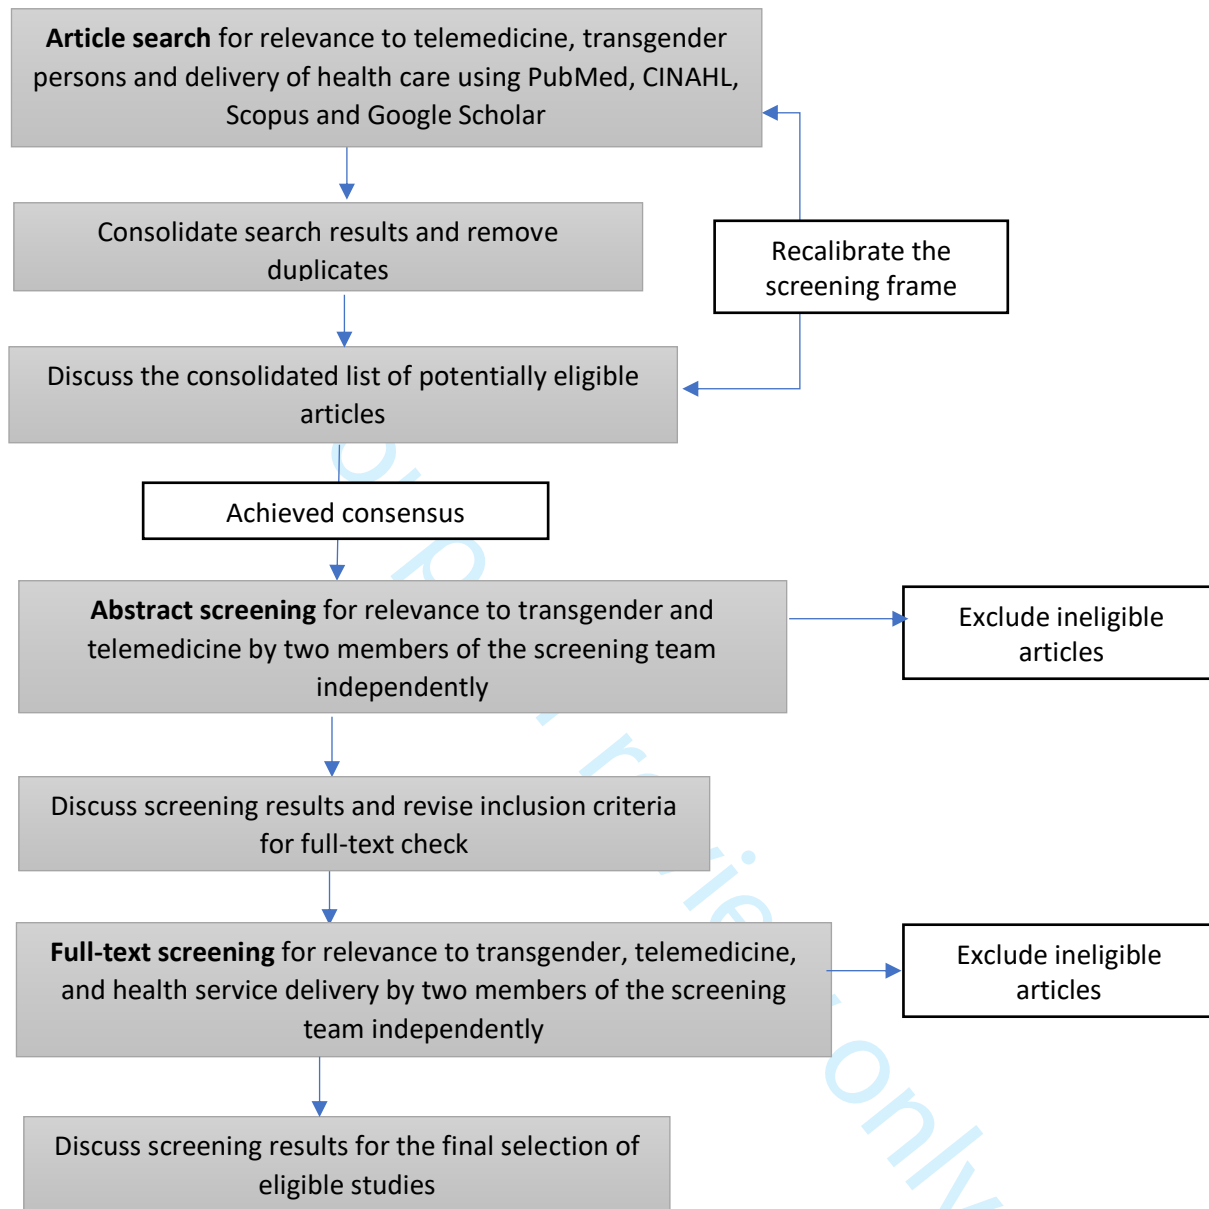 Article search for relevance to telemedicine, transgender
persons and delivery of health care using PubMed, CINAHL,
Scopus and Google Scholar
Consolidate search results and remove
duplicates
Recalibrate the
screening frame
Discuss the consolidated list of potentially eligible
articles
Achieved consensus
Abstract screening for relevance to transgender and
telemedicine by two members of the screening team
independently
Exclude ineligible
articles
Discuss screening results and revise inclusion criteria
for full-text check
Full-text screening for relevance to transgender, telemedicine,
and health service delivery by two members of the screening
team independently
Exclude ineligible
articles
Discuss screening results for the final selection of
eligible studies
only